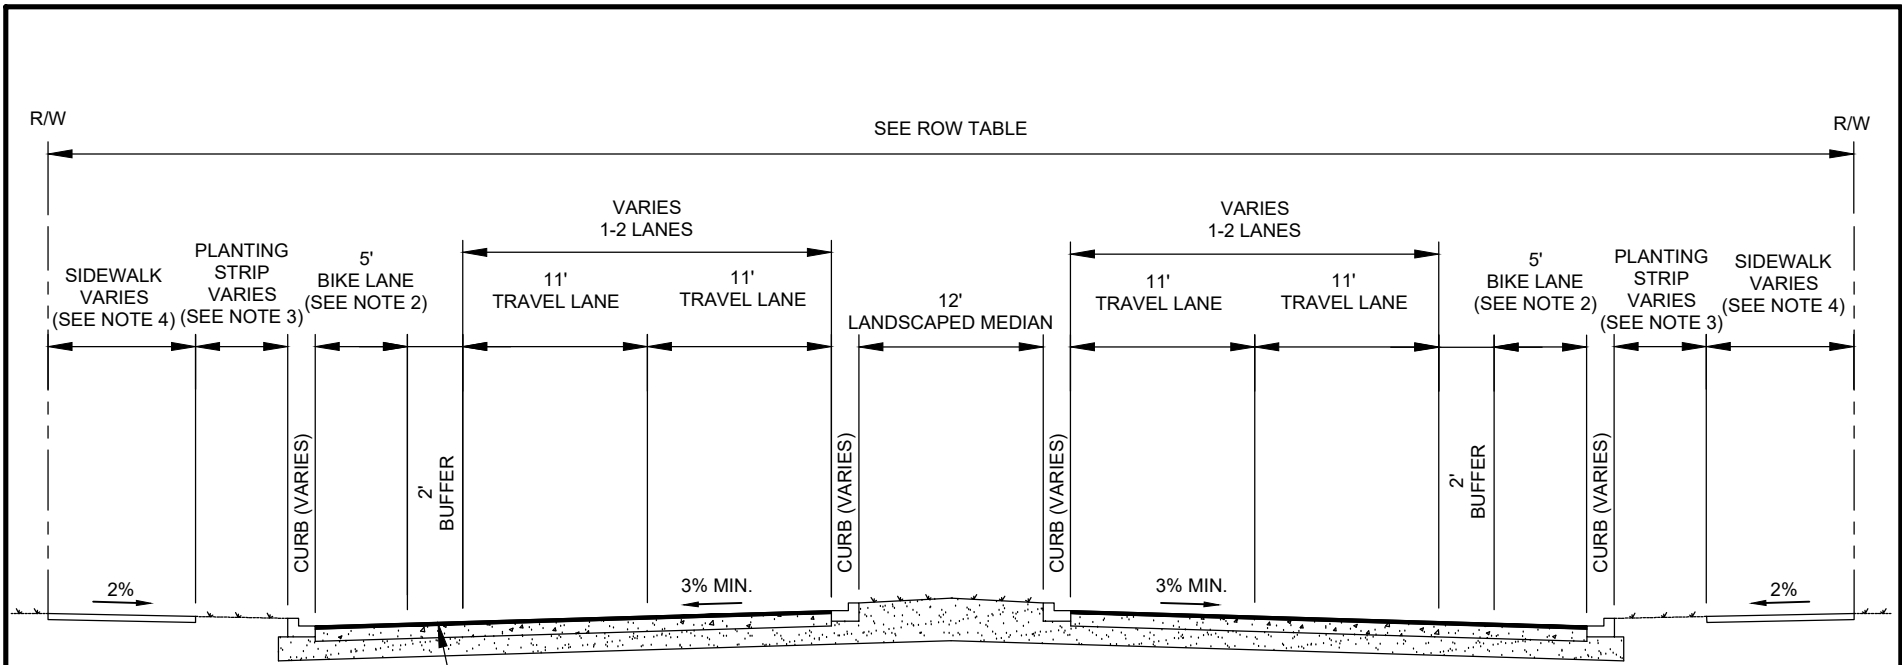 R/W
SEE ROW TABLE
R/W
VARIES
1-2 LANES
VARIES
1-2 LANES
SIDEWALK
VARIES
(SEE NOTE 4)
PLANTING
STRIP
VARIES
(SEE NOTE 3)
5'
BIKE LANE
(SEE NOTE 2)
11'
TRAVEL LANE
11'
TRAVEL LANE
12'
LANDSCAPED MEDIAN
11'
TRAVEL LANE
11'
TRAVEL LANE
5'
BIKE LANE
(SEE NOTE 2)
PLANTING
STRIP
VARIES
(SEE NOTE 3)
SIDEWALK
VARIES
(SEE NOTE 4)
CURB (VARIES)
2'
BUFFER
CURB (VARIES)
CURB (VARIES)
2'
BUFFER
CURB (VARIES)
2%
3% MIN.
3% MIN.
2%